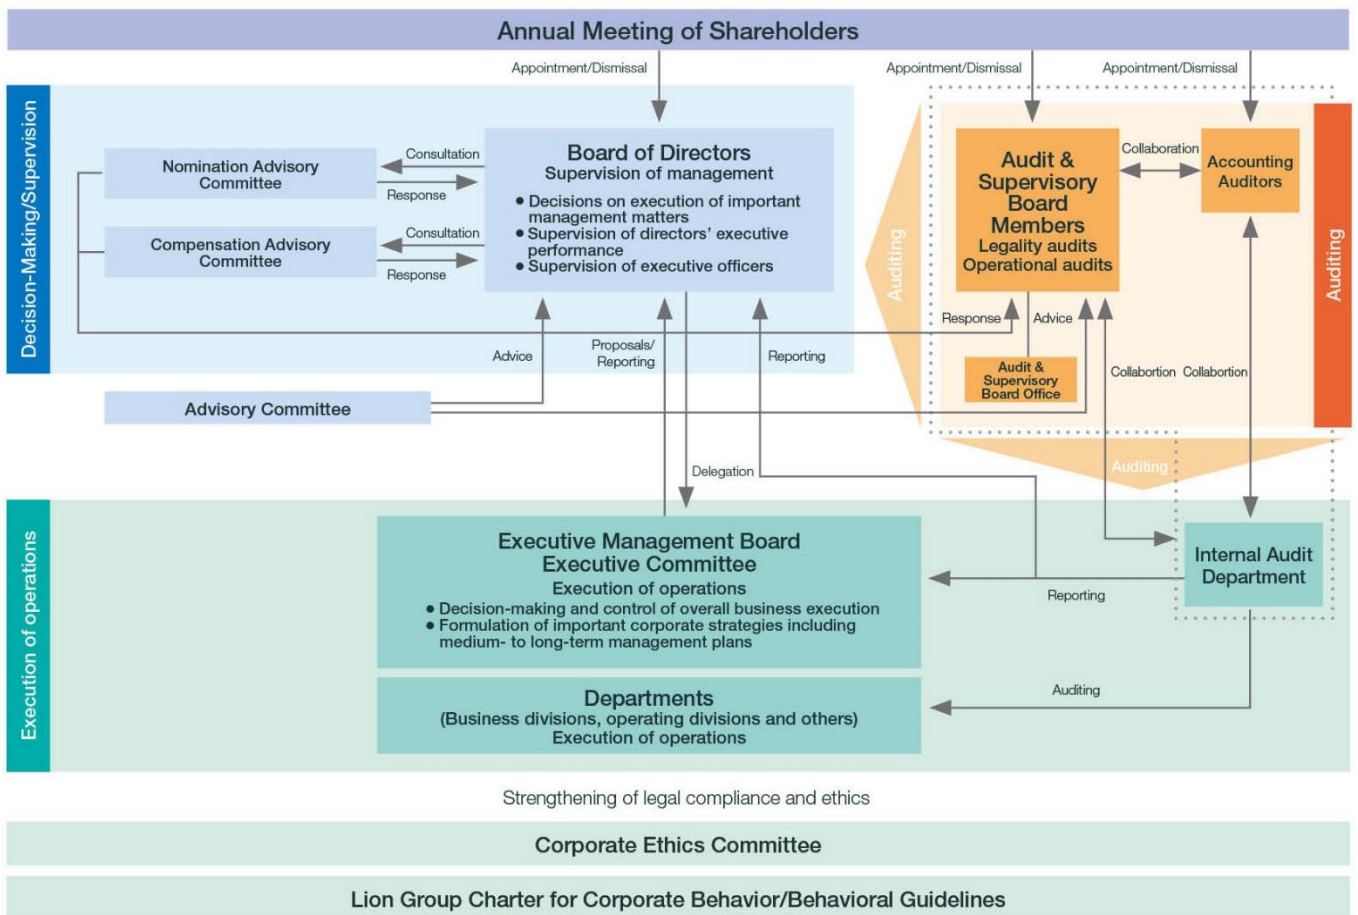 Annual Meeting of Shareholders
Appointment/Dismissal
Appointment/Dismissal
Appointment/Dismissal
Decision-Making/Supervision
Nomination Advisory
Committee
Consultation
Response
Compensation Advisory
Committee
Consultation
Response
Board of Directors
Supervision of management
● Decisions on execution of important
management matters
● Supervision of directors’ executive
performance
● Supervision of executive officers
Auditing
Audit &
Supervisory
Board
Members
Legality audits
Operational audits
Collaboration
Accounting
Auditors
Auditing
Advice
Proposals/
Reporting
Reporting
Response
Advice
Audit &
Supervisory
Board Office
Collabortion
Collabortion
Advisory Committee
Delegation
Auditing
Execution of operations
Executive Management Board
Executive Committee
Execution of operations
● Decision-making and control of overall business execution
● Formulation of important corporate strategies including
medium- to long-term management plans
Reporting
Internal Audit
Department
Departments
(Business divisions, operating divisions and others)
Execution of operations
Auditing
Strengthening of legal compliance and ethics
Corporate Ethics Committee
Lion Group Charter for Corporate Behavior/Behavioral Guidelines